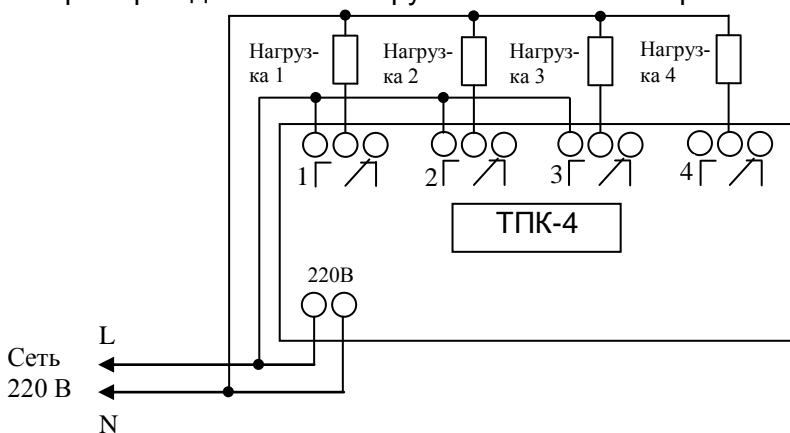 Нагруз-
ка 1
Нагруз-
ка 2
Нагруз-
ка 3
Нагруз-
ка 4
1
2
3
4
ТПК-4
220В
L
Сеть
220 В
N